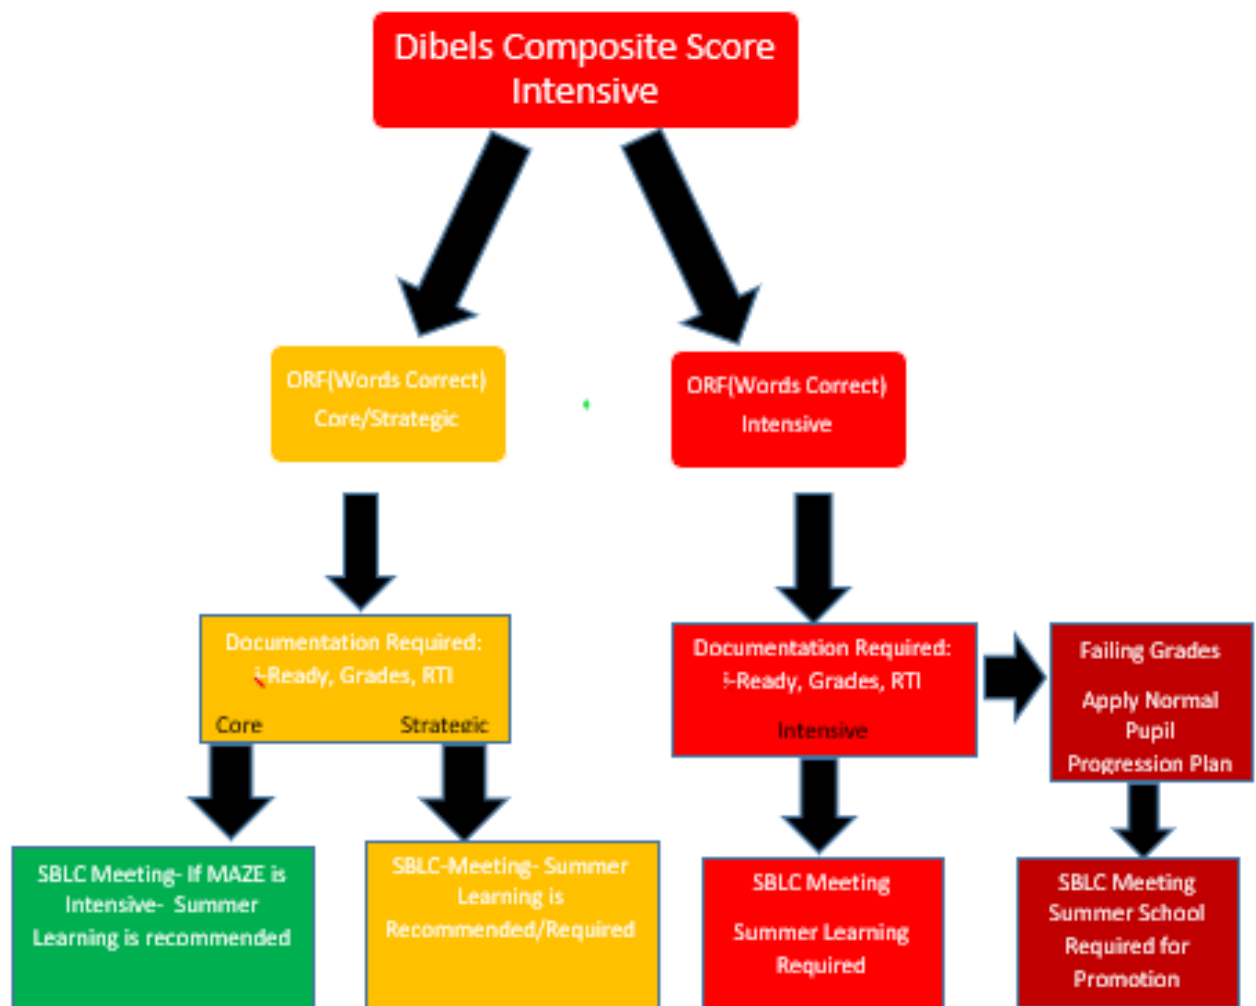 Dibels Composite Score
Intensive
ORF(Words Correct)
Core/Strategic
ORF(Words Correct)
Intensive
Documentation Required:
i-Ready, Grades, RTI
Core Strategic
Documentation Required:
i-Ready, Grades, RTI
Intensive
Failing Grades
Apply Normal
Pupil
Progression Plan
SBLC Meeting- If MAZE is
Intensive- Summer
Learning is recommended
SBLC-Meeting- Summer
Learning is
Recommended/Required
SBLC Meeting
Summer Learning
Required
SBLC Meeting
Summer School
Required for
Promotion